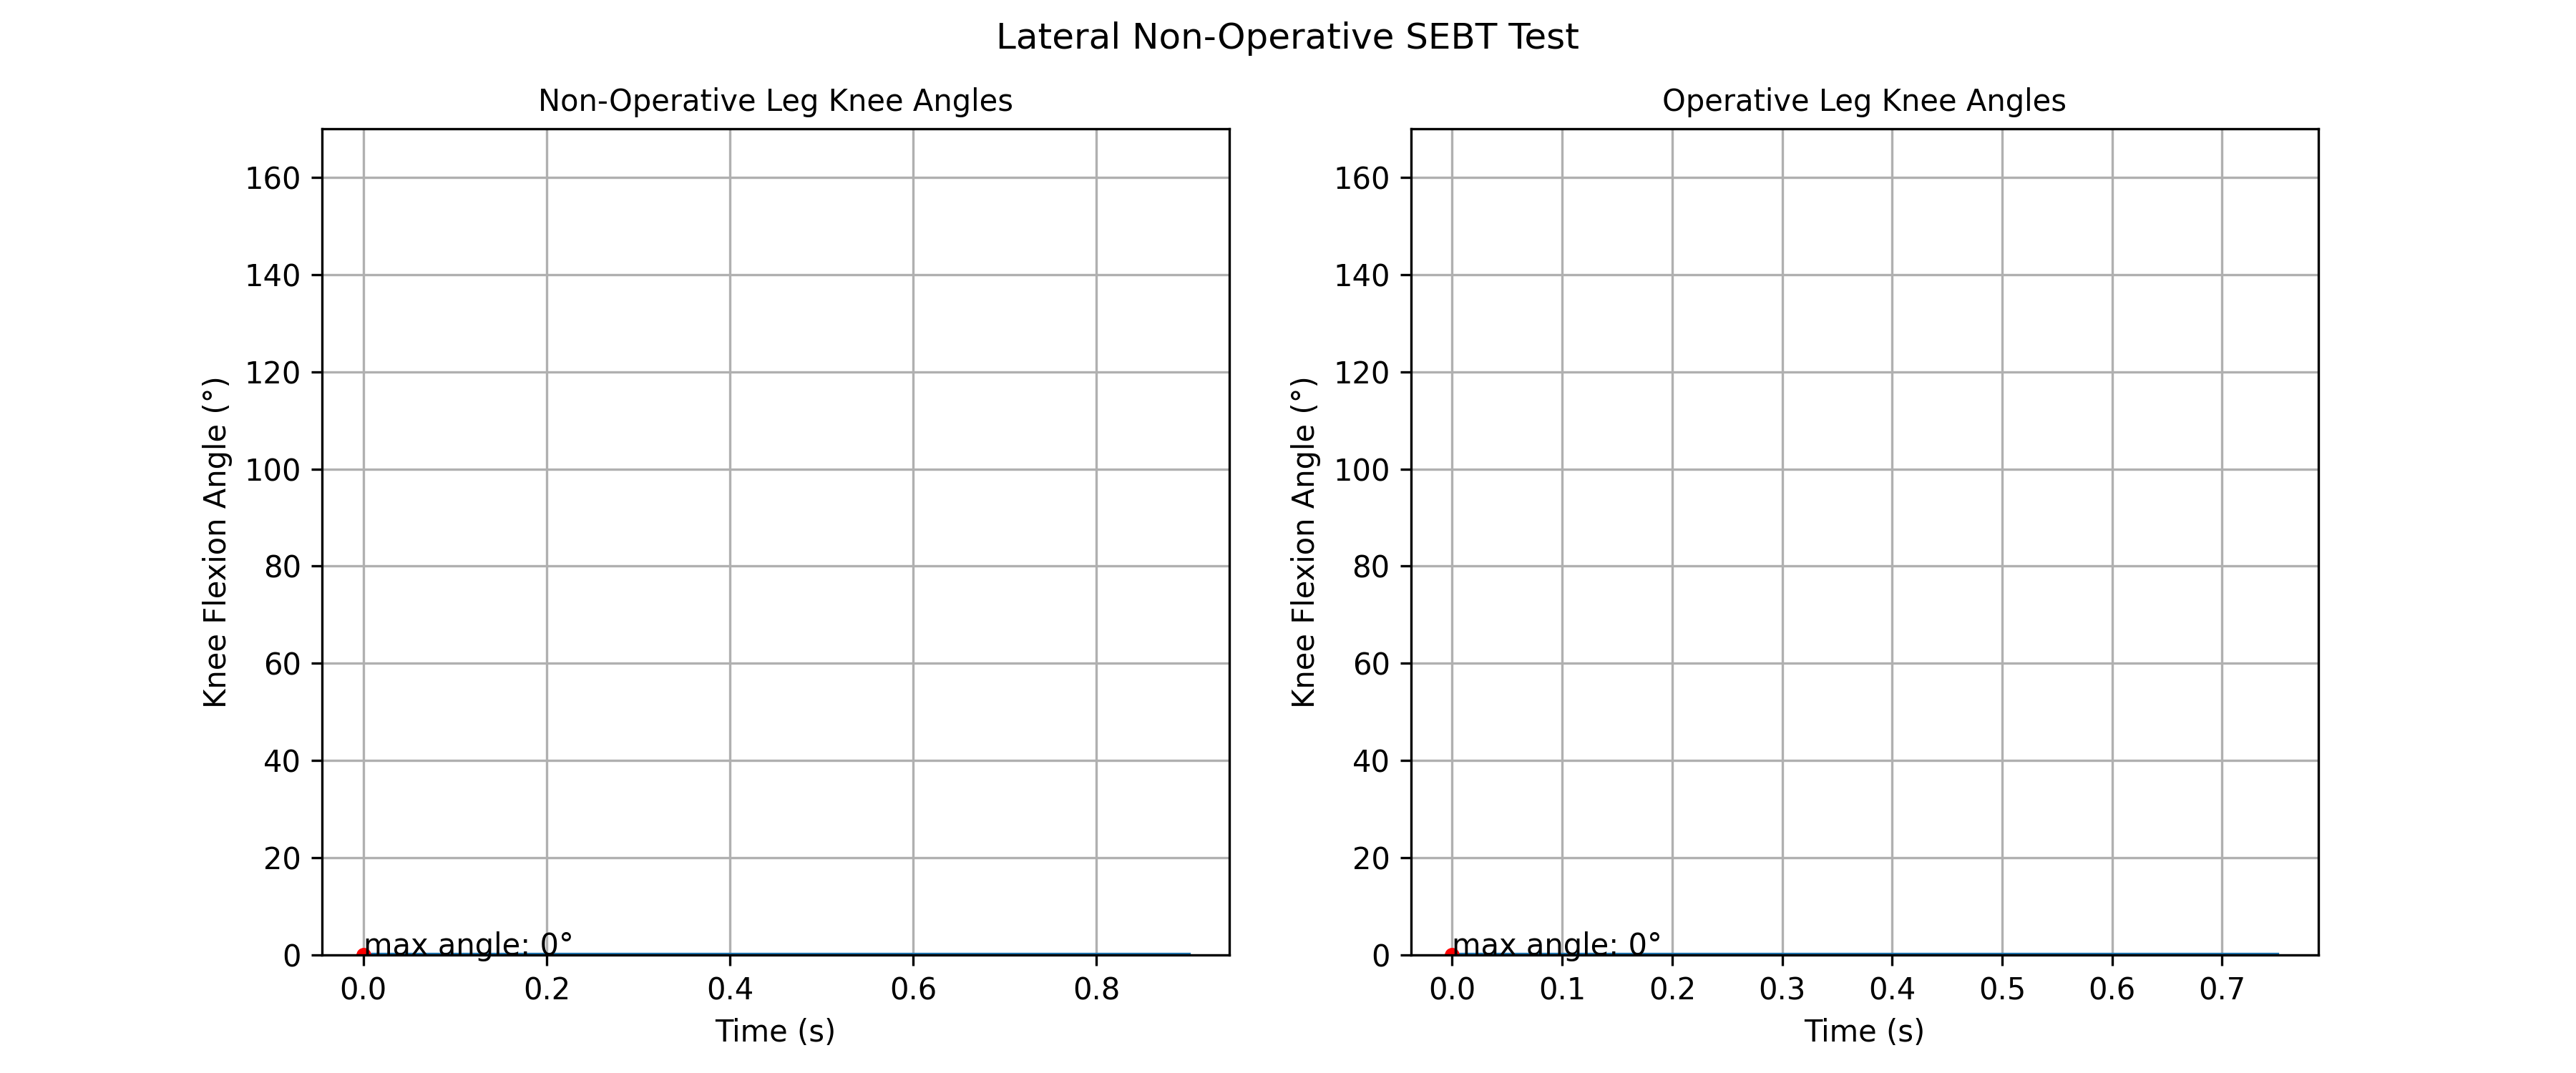 Lateral Non-Operative SEBT Test
Non-Operative Leg Knee Angles
Knee Flexion Angle (°)
160
140
120
100
80
60
40
20
0
max angle: 0°
0.0 0.2 0.4 0.6 0.8
Time (s)
Operative Leg Knee Angles
Knee Flexion Angle (°)
160
140
120
100
80
60
40
20
0
max angle: 0°
0.0 0.1 0.2 0.3 0.4 0.5 0.6 0.7
Time (s)